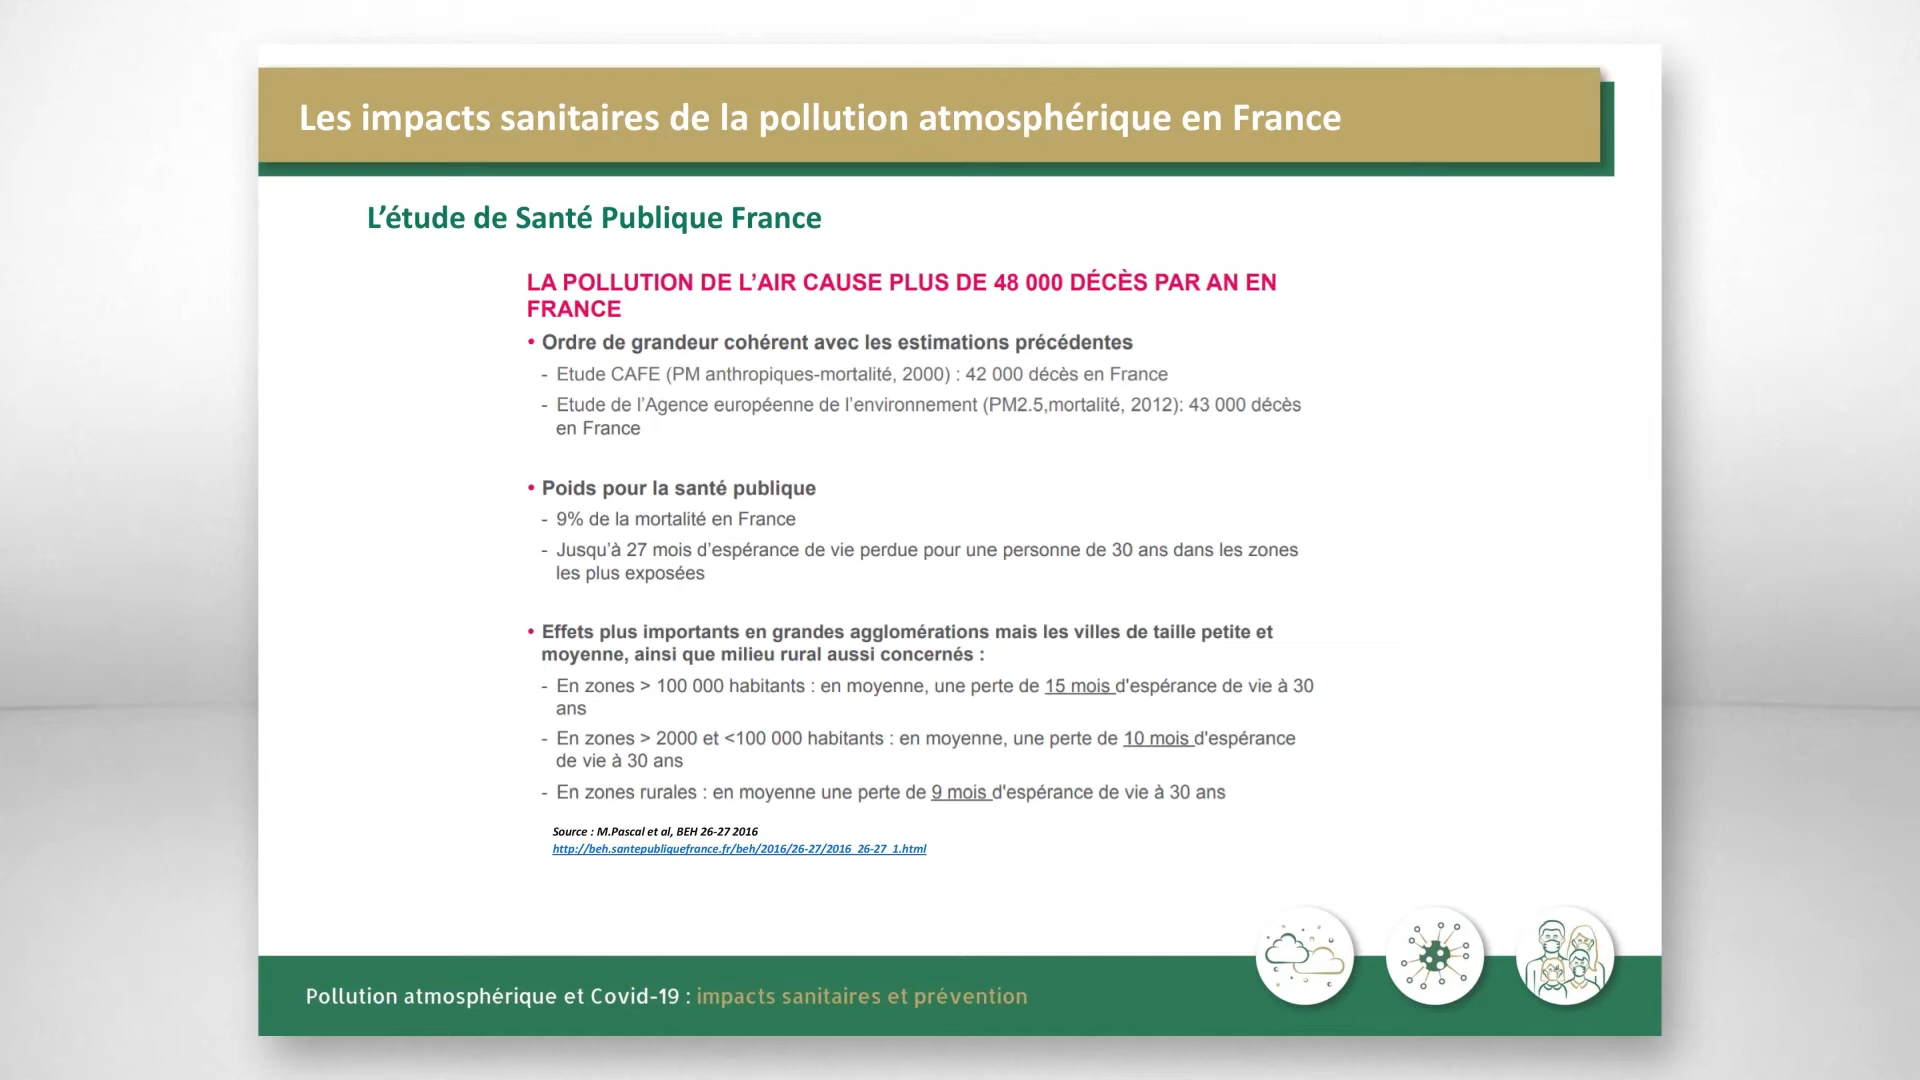 Les impacts sanitaires de la pollution atmosphérique en France
L’étude de Santé Publique France
LA POLLUTION DE L’AIR CAUSE PLUS DE 48 000 DÉCÈS PAR AN EN
FRANCE
• Ordre de grandeur cohérent avec les estimations précédentes
- Etude CAFE (PM anthropiques-mortalité, 2000) : 42 000 décès en France
- Etude de l’Agence européenne de l’environnement (PM2.5,mortalité, 2012): 43 000 décès
en France
• Poids pour la santé publique
- 9% de la mortalité en France
- Jusqu’à 27 mois d’espérance de vie perdue pour une personne de 30 ans dans les zones
les plus exposées
• Effets plus importants en grandes agglomérations mais les villes de taille petite et
moyenne, ainsi que milieu rural aussi concernés :
- En zones > 100 000 habitants : en moyenne, une perte de 15 mois d'espérance de vie à 30
ans
- En zones > 2000 et <100 000 habitants : en moyenne, une perte de 10 mois d'espérance
de vie à 30 ans
- En zones rurales : en moyenne une perte de 9 mois d'espérance de vie à 30 ans
Source : M.Pascal et al, BEH 26-27 2016
http://beh.santepubliquefrance.fr/beh/2016/26-27/2016_26-27_1.html
Pollution atmosphérique et Covid-19 : impacts sanitaires et prévention